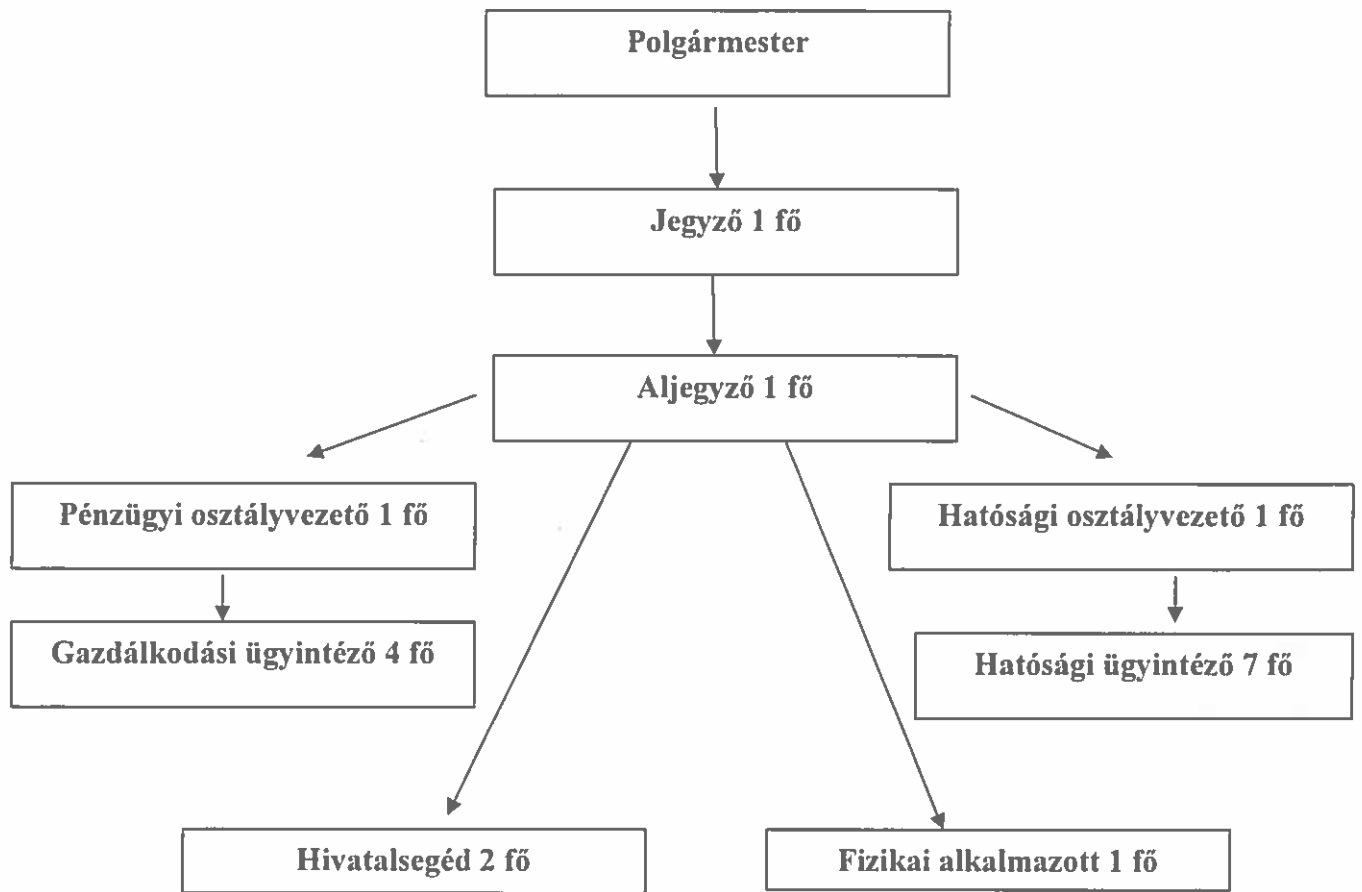 Polgármester
Jegyző 1 fő
Aljegyző 1 fő
Pénzügyi osztályvezető 1 fő
Hatósági osztályvezető 1 fő
Gazdálkodási ügyintéző 4 fő
Hatósági ügyintéző 7 fő
Hivatalsegéd 2 fő
Fizikai alkalmazott 1 fő